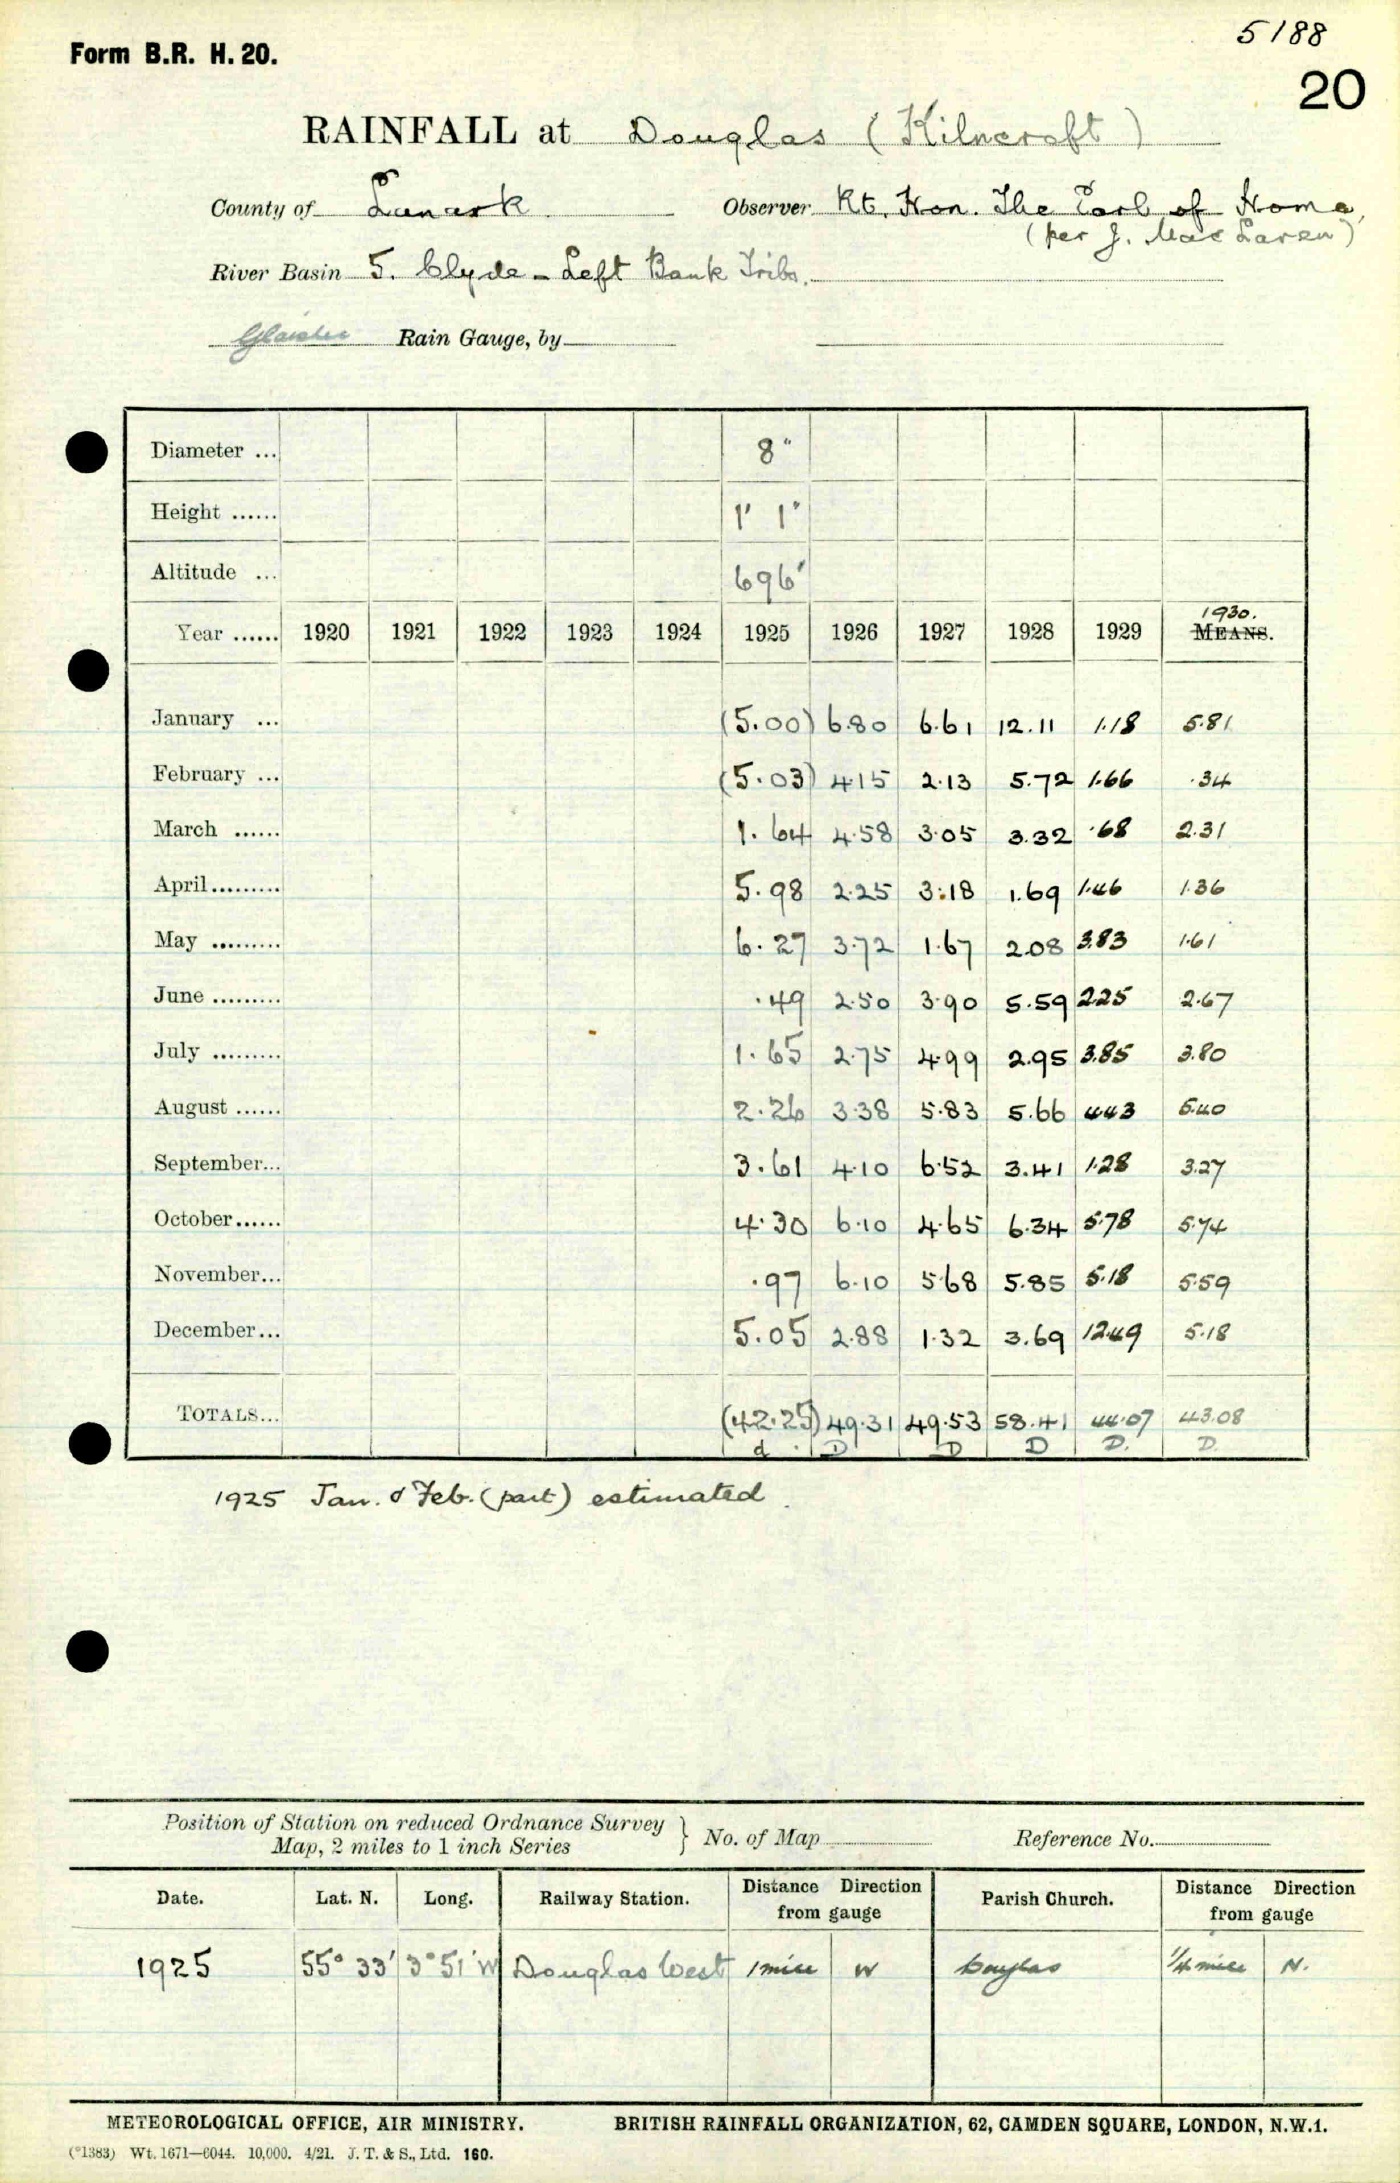 5188
Form B.R. H. 20.
20
RAINFALL at Douglas (Kilncroft)
County of Lanark Observer Rt. Hon. The Earl of Home,
(per J. MacLaren)
River Basin 5. Clyde - Left Bank Tribs.
Glaisher Rain Gauge, by
Diameter ... 8"
Height ...... 1' 1"
Altitude ... 696'
1930.
Year ...... 1920 1921 1922 1923 1924 1925 1926 1927 1928 1929 MEANS.
January ... (5.00) 6.80 6.61 12.11 1.18 5.81
February ... (5.03) 4.15 2.13 5.72 1.66 .34
March ...... 1.64 4.58 3.05 3.32 .68 2.31
April......... 5.98 2.25 3.18 1.69 1.46 1.36
May ......... 6.27 3.72 1.67 2.08 3.83 1.61
June ......... .49 2.50 3.90 5.59 2.25 2.67
July ......... 1.65 2.75 4.99 2.95 3.85 3.80
August ...... 2.26 3.38 5.83 5.66 4.43 5.40
September... 3.61 4.10 6.52 3.41 1.28 3.27
October...... 4.30 6.10 4.65 6.34 5.78 5.74
November... .97 6.10 5.68 5.85 5.18 5.59
December... 5.05 2.88 1.32 3.69 12.49 5.18
TOTALS... (42.25) 49.31 49.53 58.41 44.07 43.08
d D D D D. D.
1925 Jan. & Feb. (part) estimated.
Position of Station on reduced Ordnance Survey
Map, 2 miles to 1 inch Series } No. of Map Reference No.
Date. Lat. N. Long. Railway Station. Distance Direction from gauge Parish Church. Distance Direction from gauge
1925 55° 33' 3° 51' W Douglas West 1 mile W Douglas 1/4 mile N.
METEOROLOGICAL OFFICE, AIR MINISTRY. BRITISH RAINFALL ORGANIZATION, 62, CAMDEN SQUARE, LONDON, N.W.1.
(*1383) Wt. 1671—6044. 10,000. 4/21. J. T. & S., Ltd. 160.